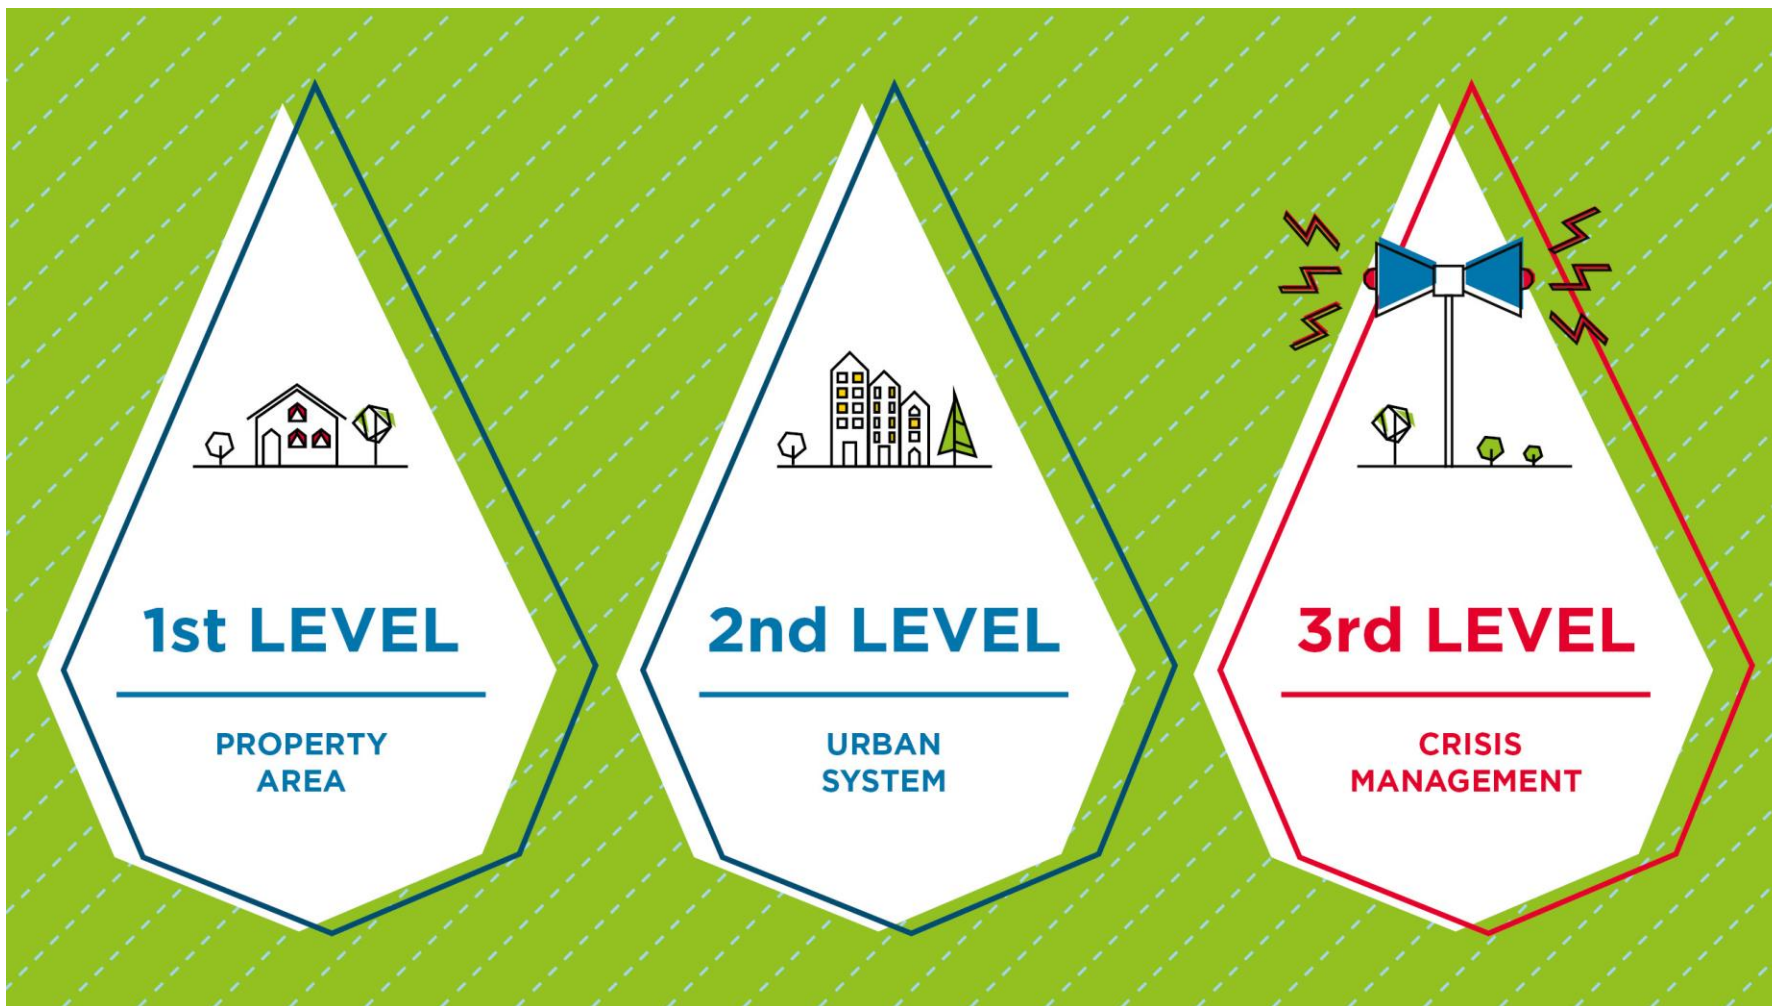 1st LEVEL
PROPERTY
AREA
2nd LEVEL
URBAN
SYSTEM
3rd LEVEL
CRISIS
MANAGEMENT